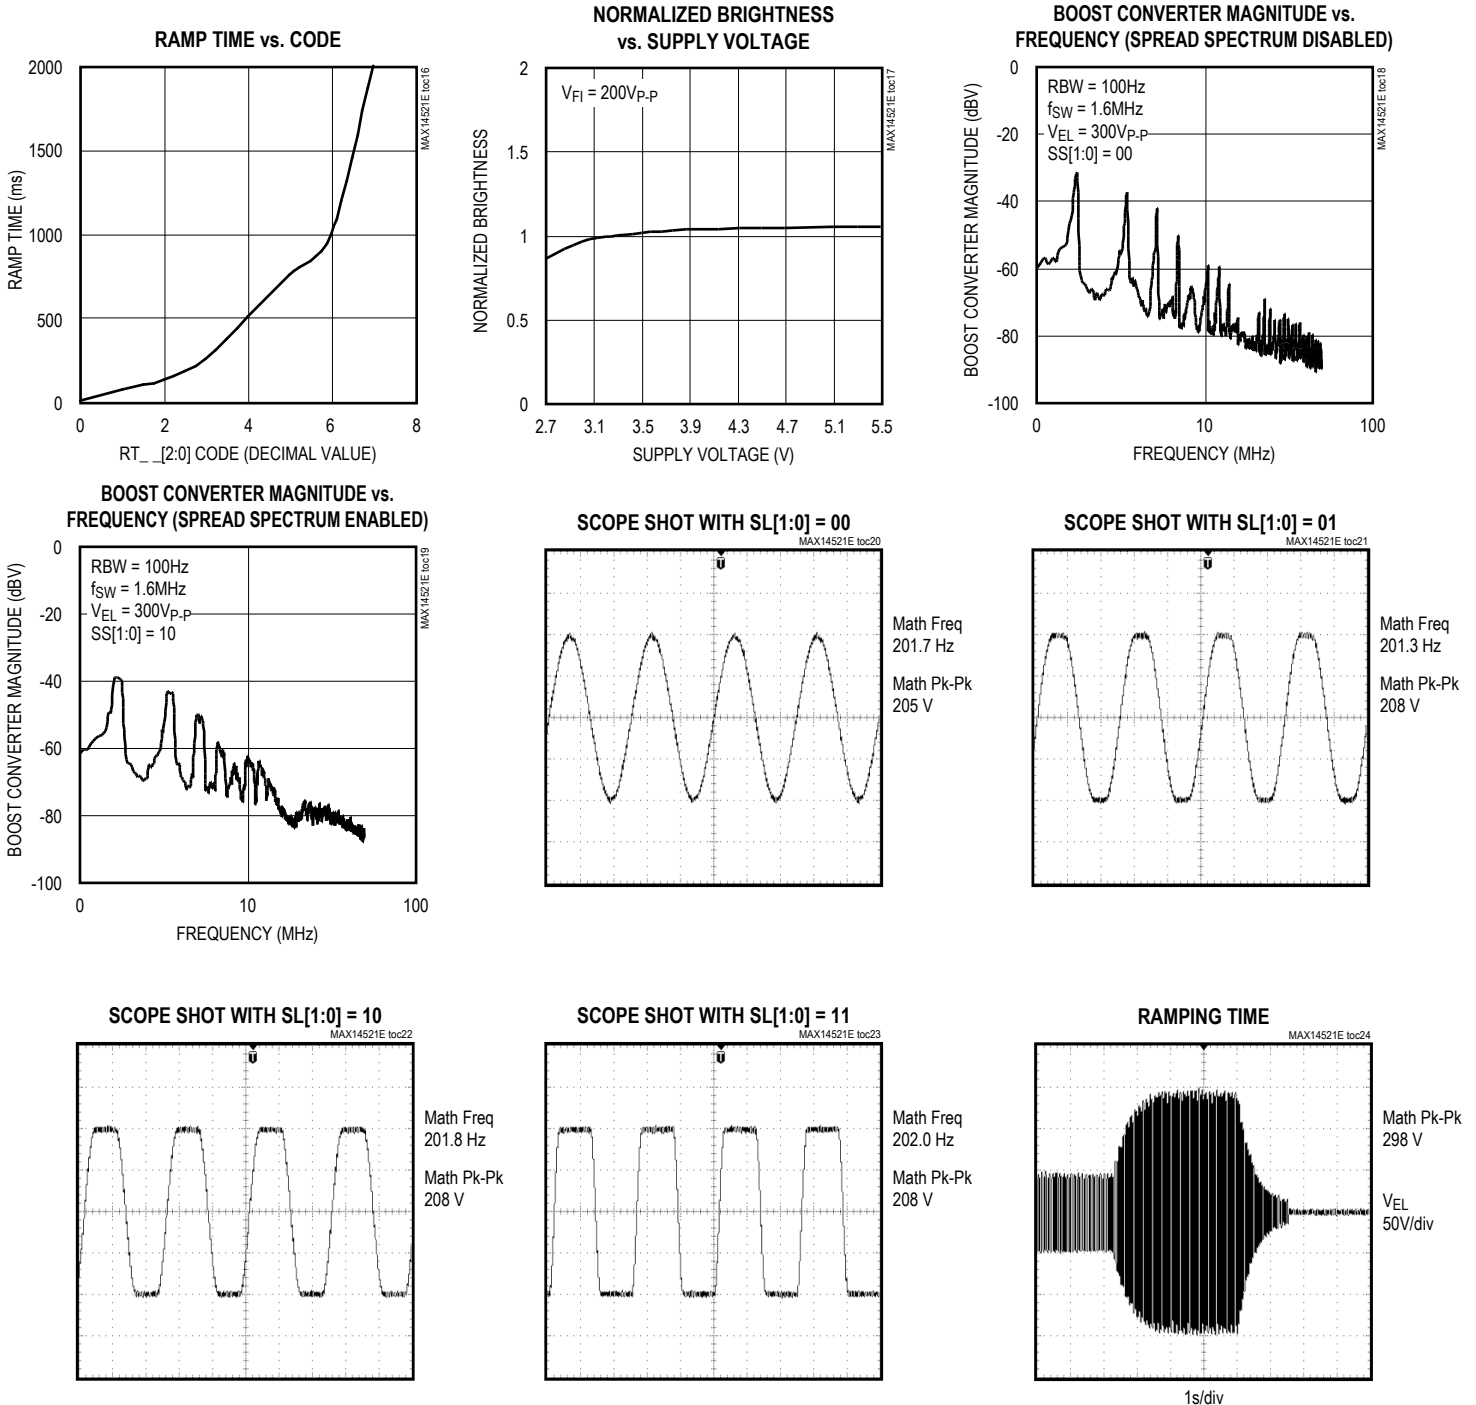 RAMP TIME vs. CODE
MAX14521E toc16
RAMP TIME (ms)
2000
1500
1000
500
0
0 2 4 6 8
RT_ _[2:0] CODE (DECIMAL VALUE)
NORMALIZED BRIGHTNESS
vs. SUPPLY VOLTAGE
MAX14521E toc17
VFI = 200VP-P
NORMALIZED BRIGHTNESS
2
1.5
1
0.5
0
2.7 3.1 3.5 3.9 4.3 4.7 5.1 5.5
SUPPLY VOLTAGE (V)
BOOST CONVERTER MAGNITUDE vs.
FREQUENCY (SPREAD SPECTRUM DISABLED)
MAX14521E toc18
RBW = 100Hz
fSW = 1.6MHz
VEL = 300VP-P
SS[1:0] = 00
BOOST CONVERTER MAGNITUDE (dBV)
0
-20
-40
-60
-80
-100
0 10 100
FREQUENCY (MHz)
BOOST CONVERTER MAGNITUDE vs.
FREQUENCY (SPREAD SPECTRUM ENABLED)
MAX14521E toc19
RBW = 100Hz
fSW = 1.6MHz
VEL = 300VP-P
SS[1:0] = 10
BOOST CONVERTER MAGNITUDE (dBV)
0
-20
-40
-60
-80
-100
0 10 100
FREQUENCY (MHz)
SCOPE SHOT WITH SL[1:0] = 00
MAX14521E toc20
T
Math Freq
201.7 Hz
Math Pk-Pk
205 V
SCOPE SHOT WITH SL[1:0] = 01
MAX14521E toc21
T
Math Freq
201.3 Hz
Math Pk-Pk
208 V
SCOPE SHOT WITH SL[1:0] = 10
MAX14521E toc22
T
Math Freq
201.8 Hz
Math Pk-Pk
208 V
SCOPE SHOT WITH SL[1:0] = 11
MAX14521E toc23
T
Math Freq
202.0 Hz
Math Pk-Pk
208 V
RAMPING TIME
MAX14521E toc24
Math Pk-Pk
298 V
VEL
50V/div
1s/div